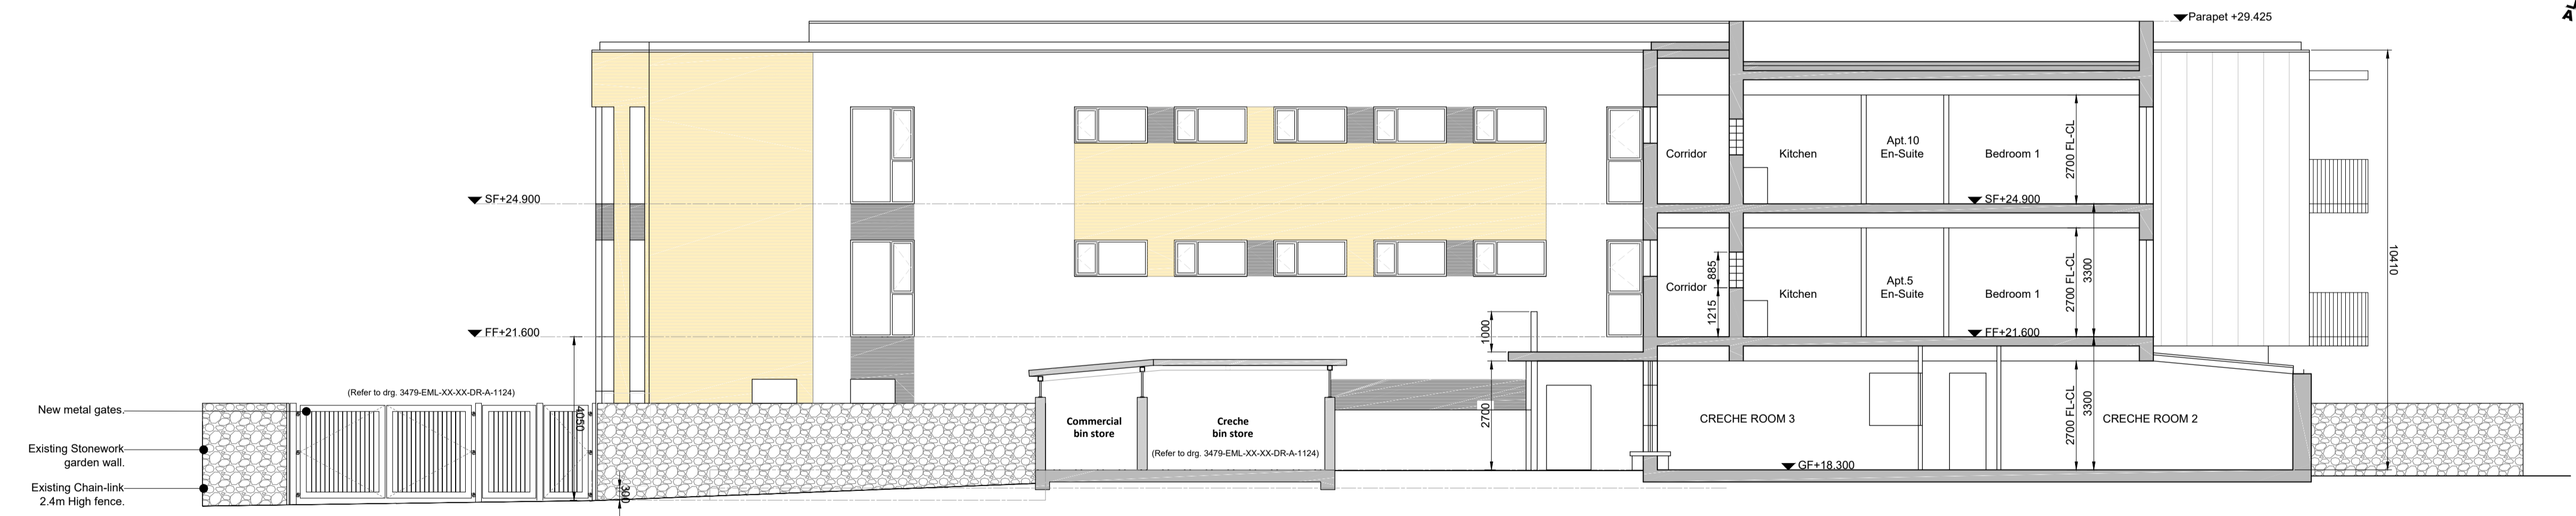 Parapet +29.425
A
Corridor
Kitchen
Apt.10
En-Suite
Bedroom 1
2700 FL-CL
SF+24.900
SF+24.900
10410
Corridor
885
1215
Kitchen
Apt.5
En-Suite
Bedroom 1
2700 FL-CL
3300
FF+21.600
1000
FF+21.600
(Refer to drg. 3479-EML-XX-XX-DR-A-1124)
New metal gates.
4050
Existing Stonework
garden wall.
Existing Chain-link
2.4m High fence.
300
Commercial
bin store
Creche
bin store
(Refer to drg. 3479-EML-XX-XX-DR-A-1124)
2700
CRECHE ROOM 3
2700 FL-CL
3300
CRECHE ROOM 2
GF+18.300